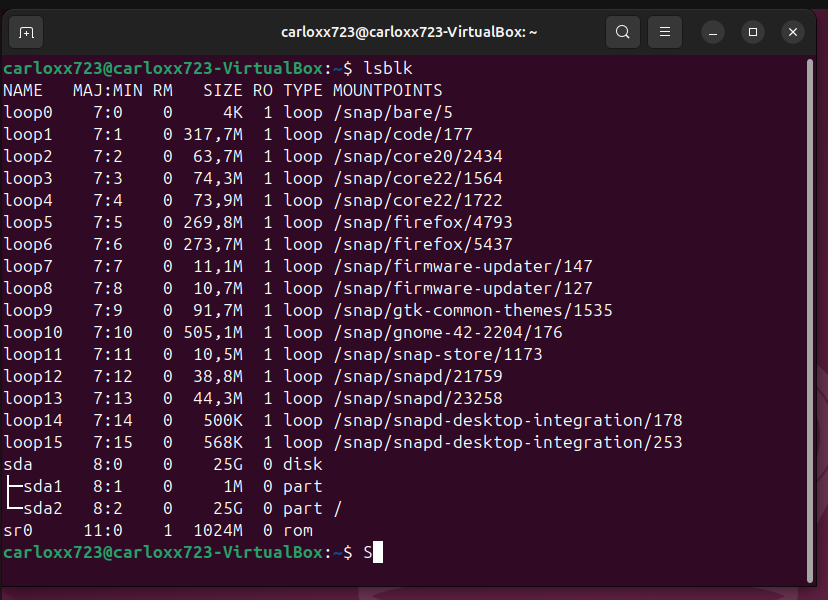 carloxx723@carloxx723-VirtualBox: ~
carloxx723@carloxx723-VirtualBox:~$ lsblk
NAME   MAJ:MIN RM   SIZE RO TYPE MOUNTPOINTS
loop0    7:0    0     4K  1 loop /snap/bare/5
loop1    7:1    0 317,7M  1 loop /snap/code/177
loop2    7:2    0  63,7M  1 loop /snap/core20/2434
loop3    7:3    0  74,3M  1 loop /snap/core22/1564
loop4    7:4    0  73,9M  1 loop /snap/core22/1722
loop5    7:5    0 269,8M  1 loop /snap/firefox/4793
loop6    7:6    0 273,7M  1 loop /snap/firefox/5437
loop7    7:7    0  11,1M  1 loop /snap/firmware-updater/147
loop8    7:8    0  10,7M  1 loop /snap/firmware-updater/127
loop9    7:9    0  91,7M  1 loop /snap/gtk-common-themes/1535
loop10   7:10   0 505,1M  1 loop /snap/gnome-42-2204/176
loop11   7:11   0  10,5M  1 loop /snap/snap-store/1173
loop12   7:12   0  38,8M  1 loop /snap/snapd/21759
loop13   7:13   0  44,3M  1 loop /snap/snapd/23258
loop14   7:14   0   500K  1 loop /snap/snapd-desktop-integration/178
loop15   7:15   0   568K  1 loop /snap/snapd-desktop-integration/253
sda      8:0    0    25G  0 disk
├─sda1   8:1    0     1M  0 part
└─sda2   8:2    0    25G  0 part /
sr0     11:0    1  1024M  0 rom
carloxx723@carloxx723-VirtualBox:~$ S